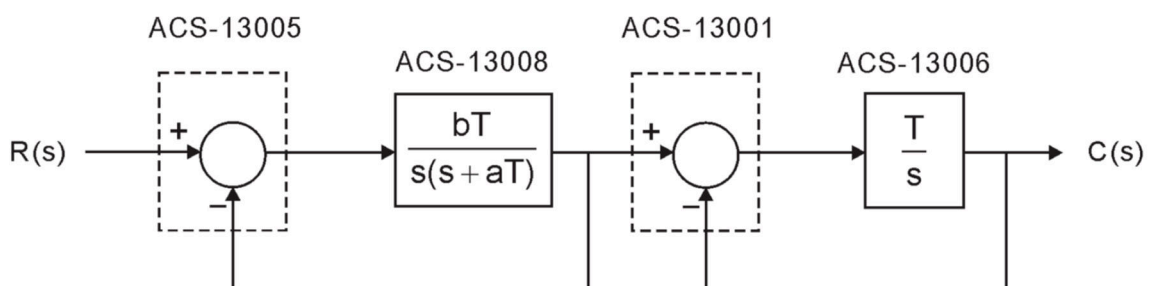 ACS-13005
ACS-13001
ACS-13008
ACS-13006
R(s)
+
−
bT
s(s + aT)
+
−
T
s
C(s)